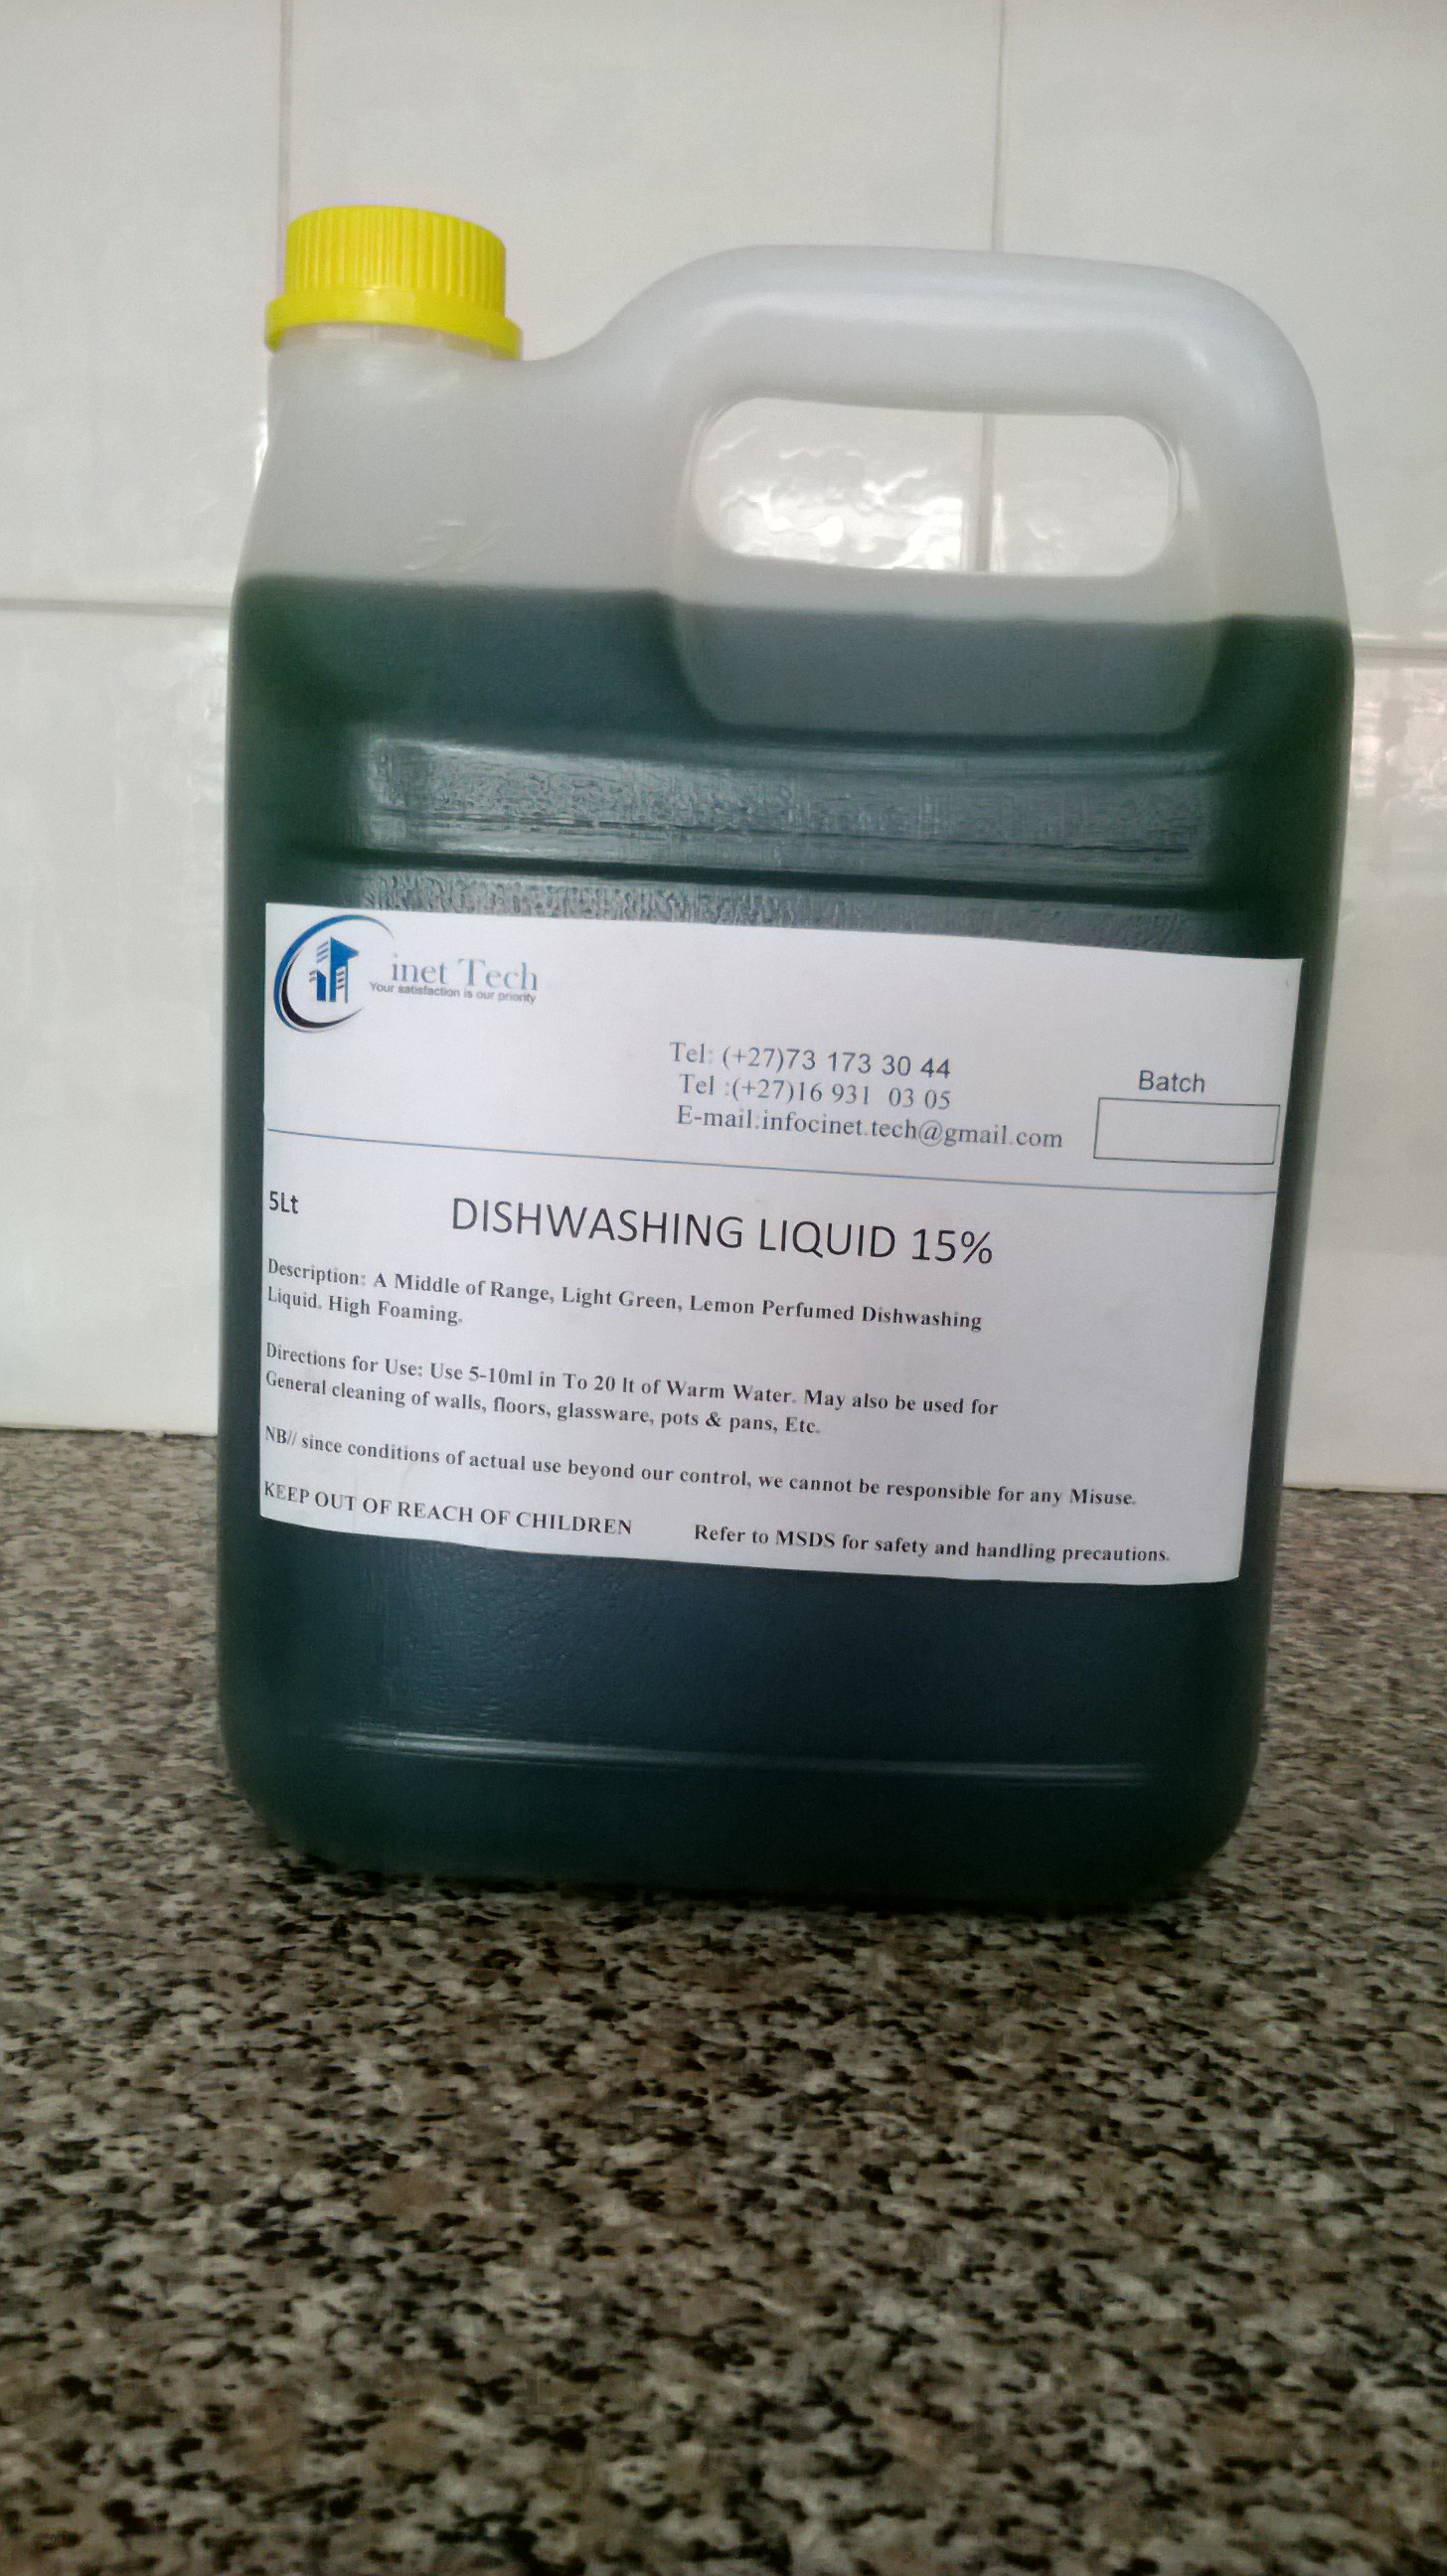 inet Tech
Your satisfaction is our priority
Tel: (+27)73 173 30 44
Tel :(+27)16 931 03 05
E-mail:infocinet.tech@gmail.com
Batch
5Lt
DISHWASHING LIQUID 15%
Description: A Middle of Range, Light Green, Lemon Perfumed Dishwashing
Liquid. High Foaming.
Directions for Use: Use 5-10ml in To 20 lt of Warm Water. May also be used for
General cleaning of walls, floors, glassware, pots & pans, Etc.
NB// since conditions of actual use beyond our control, we cannot be responsible for any Misuse.
KEEP OUT OF REACH OF CHILDREN Refer to MSDS for safety and handling precautions.